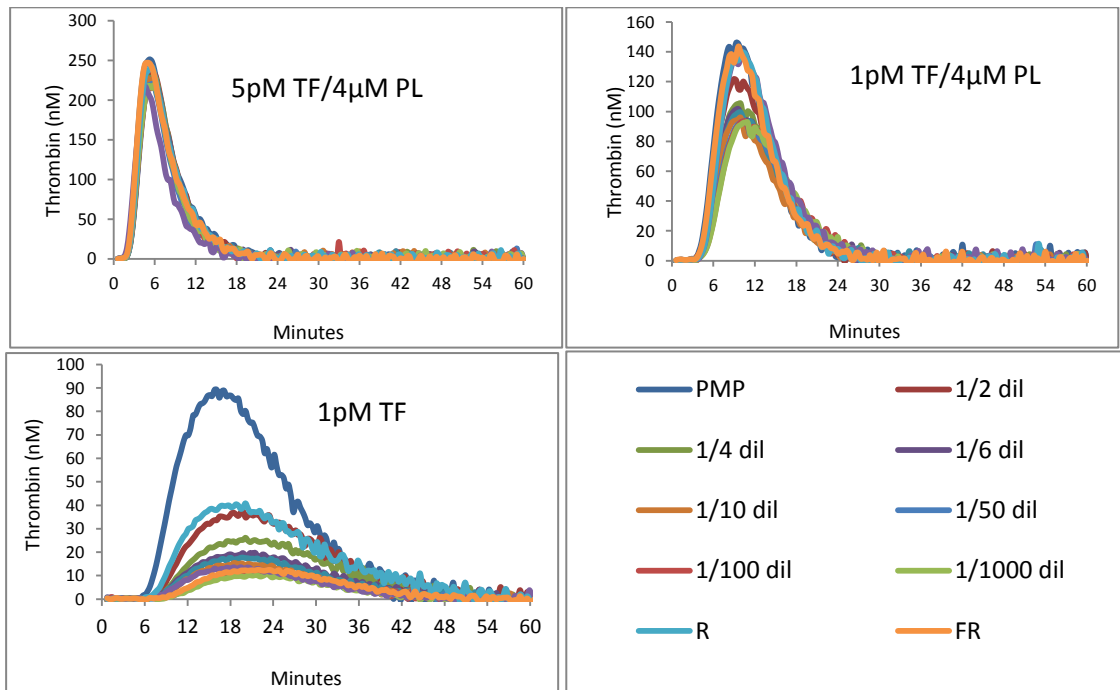 300
250
200
150
100
50
0
Thrombin (nM)
5pM TF/4µM PL
0 6 12 18 24 30 36 42 48 54 60
Minutes
160
140
120
100
80
60
40
20
0
Thrombin (nM)
1pM TF/4µM PL
0 6 12 18 24 30 36 42 48 54 60
Minutes
100
90
80
70
60
50
40
30
20
10
0
Thrombin (nM)
1pM TF
0 6 12 18 24 30 36 42 48 54 60
Minutes
PMP 1/2 dil
1/4 dil 1/6 dil
1/10 dil 1/50 dil
1/100 dil 1/1000 dil
R FR